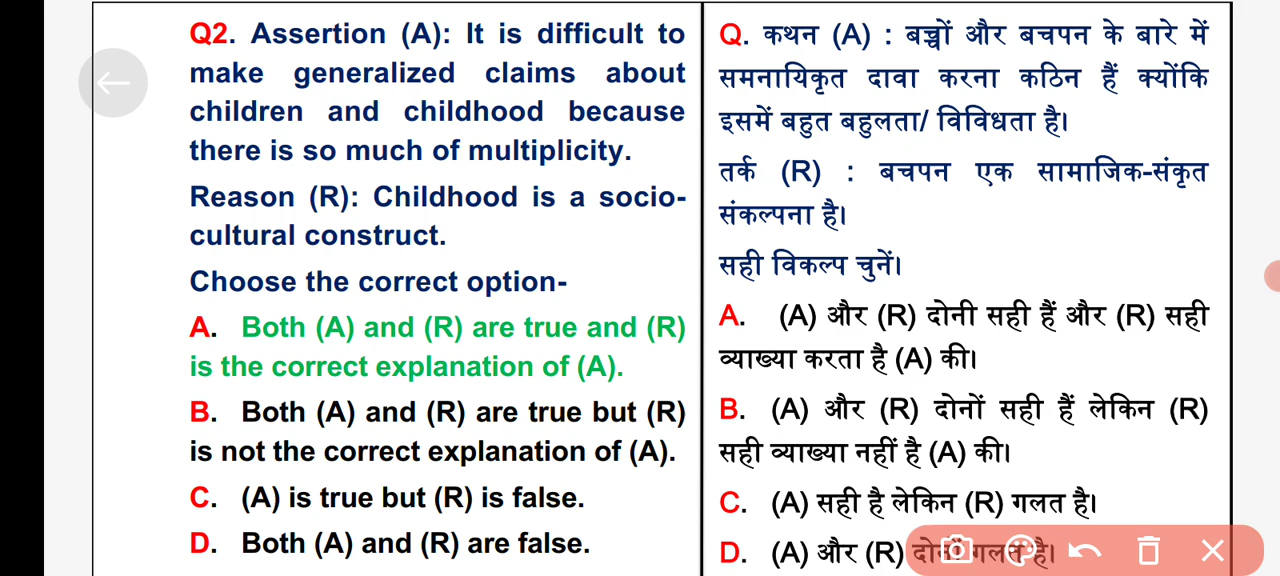 Q2. Assertion (A): It is difficult to
make generalized claims about
children and childhood because
there is so much of multiplicity.
Reason (R): Childhood is a socio-
cultural construct.
Choose the correct option-
A. Both (A) and (R) are true and (R)
is the correct explanation of (A).
B. Both (A) and (R) are true but (R)
is not the correct explanation of (A).
C. (A) is true but (R) is false.
D. Both (A) and (R) are false.
Q. कथन (A) : बच्चों और बचपन के बारे में
समनायिकृत दावा करना कठिन हैं क्योंकि
इसमें बहुत बहुलता/ विविधता है।
तर्क (R) : बचपन एक सामाजिक-संकृत
संकल्पना है।
सही विकल्प चुनें।
A. (A) और (R) दोनी सही हैं और (R) सही
व्याख्या करता है (A) की।
B. (A) और (R) दोनों सही हैं लेकिन (R)
सही व्याख्या नहीं है (A) की।
C. (A) सही है लेकिन (R) गलत है।
D. (A) और (R) दोनों गलत है।